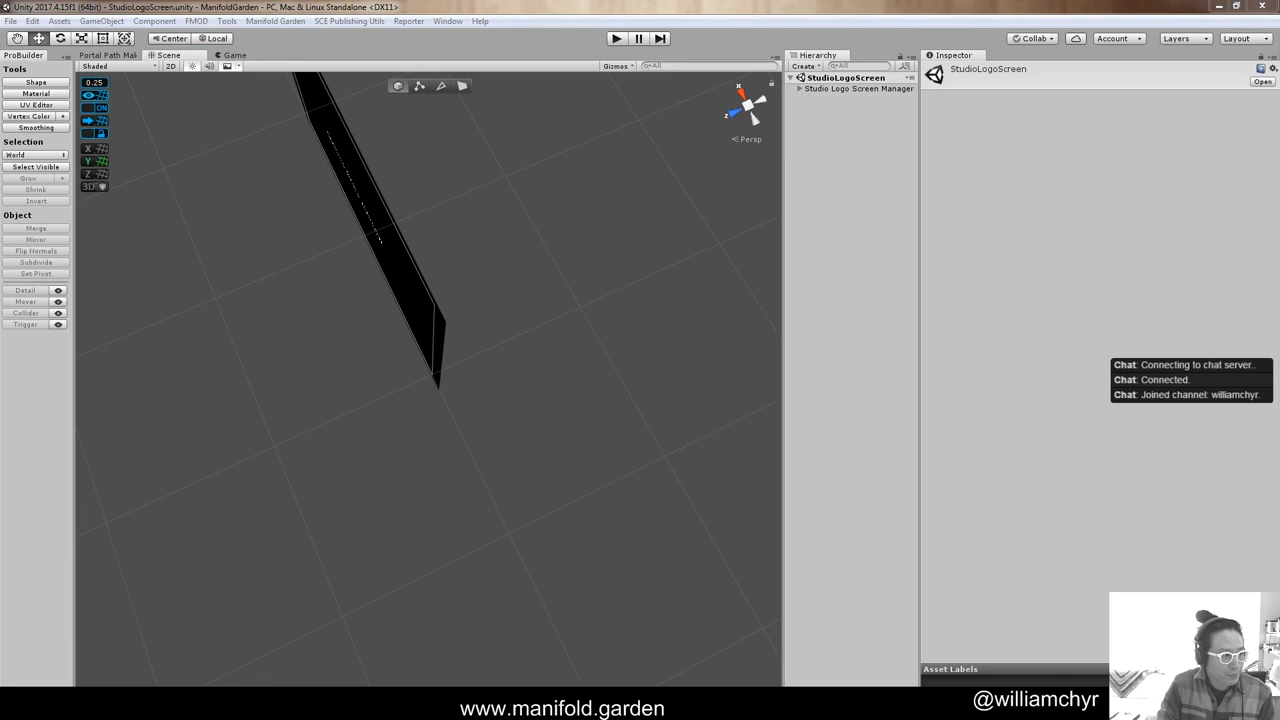 Unity 2017.4.15f1 (64bit) - StudioLogoScreen.unity - ManifoldGarden - PC, Mac & Linux Standalone <DX11>
File Edit Assets GameObject Component FMOD Tools Manifold Garden SCE Publishing Utils Reporter Window Help
Center Local Collab Account Layers Layout
ProBuilder
Portal Path Mak Scene Game
Hierarchy
Inspector
Shaded 2D Gizmos All
Create All
Tools
Shape
Material
UV Editor
Vertex Color +
Smoothing
Selection
World
Select Visible
Grow +
Shrink
Invert
Object
Merge
Mirror
Flip Normals
Subdivide
Set Pivot
Detail
Mover
Collider
Trigger
0.25
ON
X
Y
Z
3D
x
z
Persp
StudioLogoScreen
Studio Logo Screen Manager
StudioLogoScreen
Open
Chat: Connecting to chat server..
Chat: Connected.
Chat: Joined channel: williamchyr.
Asset Labels
www.manifold.garden
@williamchyr